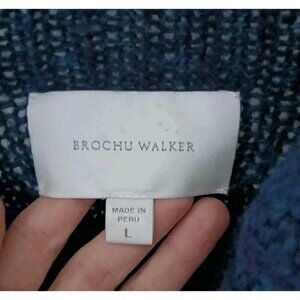 BROCHU WALKER
MADE IN
PERU
L